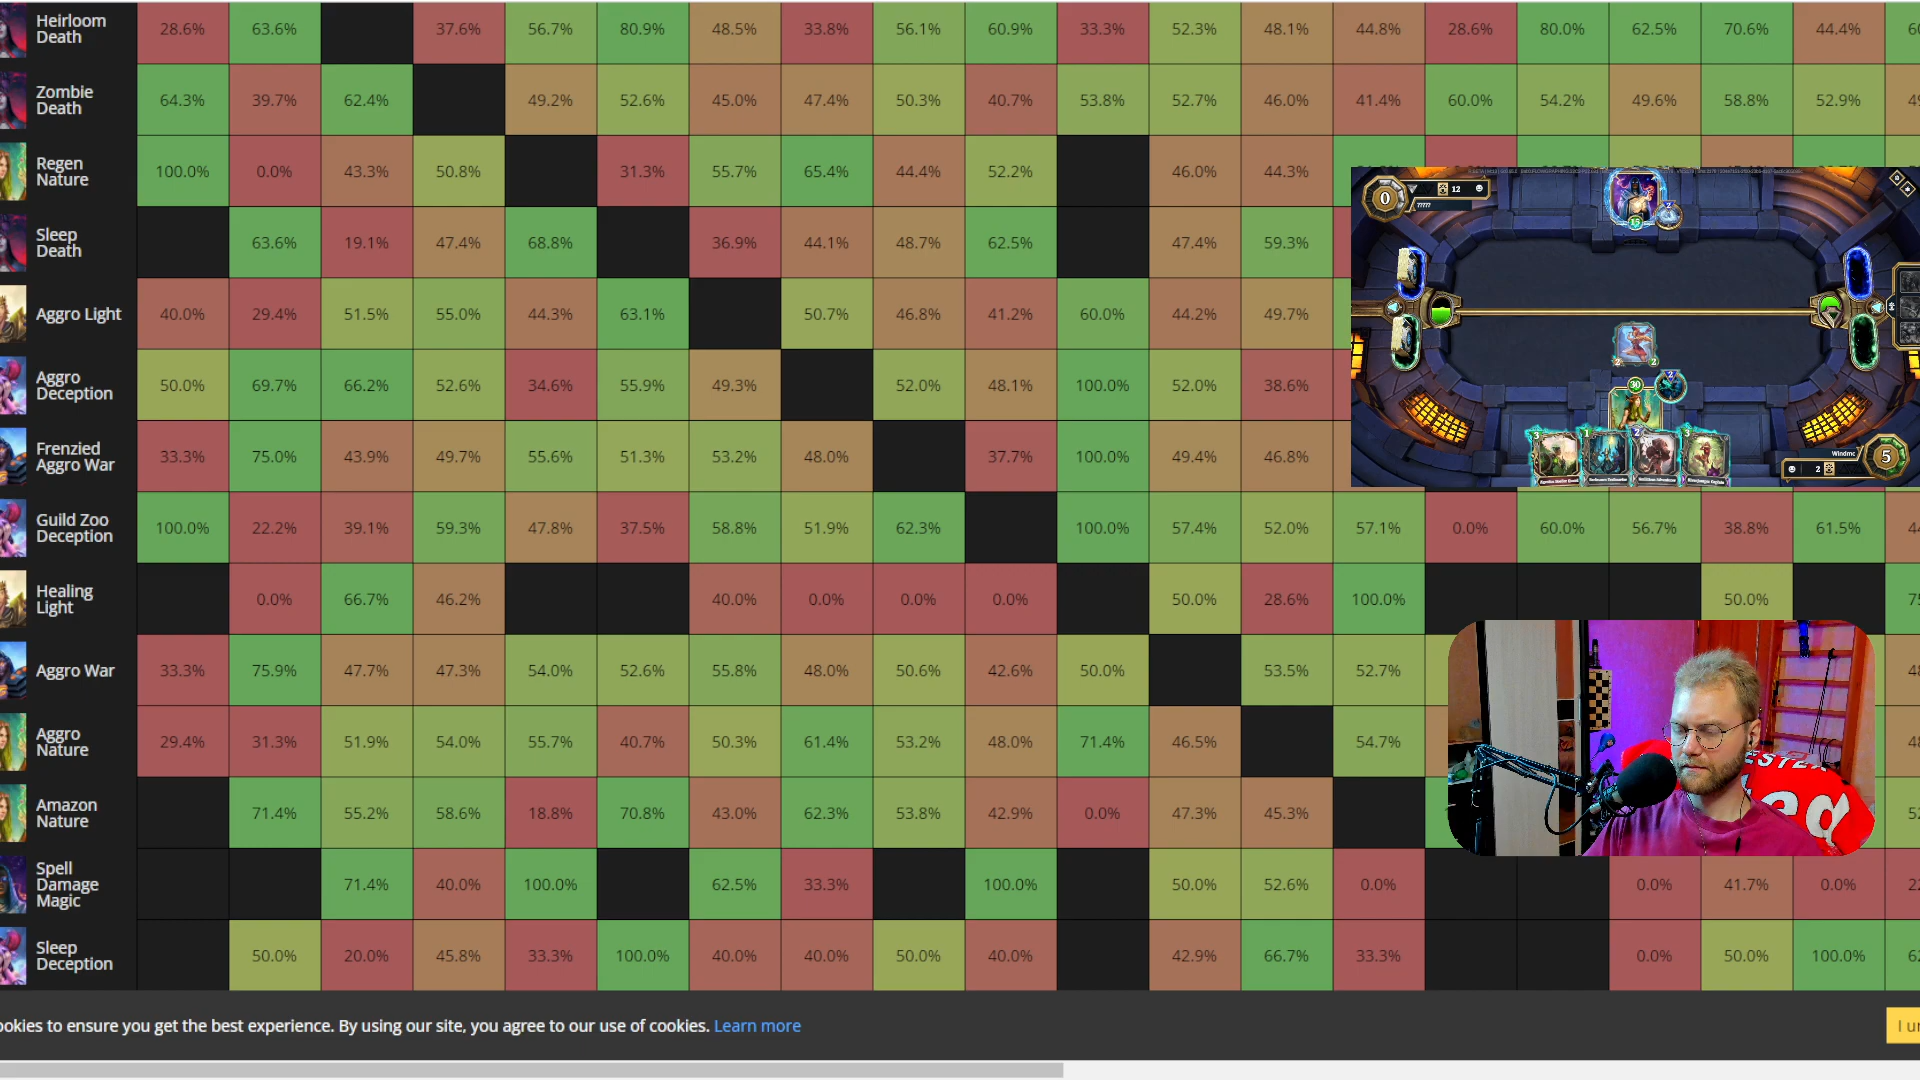 Heirloom
Death
28.6% 63.6% 37.6% 56.7% 80.9% 48.5% 33.8% 56.1% 60.9% 33.3% 52.3% 48.1% 44.8% 28.6% 80.0% 62.5% 70.6% 44.4%
Zombie
Death
64.3% 39.7% 62.4% 49.2% 52.6% 45.0% 47.4% 50.3% 40.7% 53.8% 52.7% 46.0% 41.4% 60.0% 54.2% 49.6% 58.8% 52.9%
Regen
Nature
100.0% 0.0% 43.3% 50.8% 31.3% 55.7% 65.4% 44.4% 52.2% 46.0% 44.3%
Sleep
Death
63.6% 19.1% 47.4% 68.8% 36.9% 44.1% 48.7% 62.5% 47.4% 59.3%
Aggro Light
40.0% 29.4% 51.5% 55.0% 44.3% 63.1% 50.7% 46.8% 41.2% 60.0% 44.2% 49.7%
Aggro
Deception
50.0% 69.7% 66.2% 52.6% 34.6% 55.9% 49.3% 52.0% 48.1% 100.0% 52.0% 38.6%
Frenzied
Aggro War
33.3% 75.0% 43.9% 49.7% 55.6% 51.3% 53.2% 48.0% 37.7% 100.0% 49.4% 46.8%
Guild Zoo
Deception
100.0% 22.2% 39.1% 59.3% 47.8% 37.5% 58.8% 51.9% 62.3% 100.0% 57.4% 52.0% 57.1% 0.0% 60.0% 56.7% 38.8% 61.5%
Healing
Light
0.0% 66.7% 46.2% 40.0% 0.0% 0.0% 0.0% 50.0% 28.6% 100.0% 50.0%
Aggro War
33.3% 75.9% 47.7% 47.3% 54.0% 52.6% 55.8% 48.0% 50.6% 42.6% 50.0% 53.5% 52.7%
Aggro
Nature
29.4% 31.3% 51.9% 54.0% 55.7% 40.7% 50.3% 61.4% 53.2% 48.0% 71.4% 46.5% 54.7%
Amazon
Nature
71.4% 55.2% 58.6% 18.8% 70.8% 43.0% 62.3% 53.8% 42.9% 0.0% 47.3% 45.3%
Spell
Damage
Magic
71.4% 40.0% 100.0% 62.5% 33.3% 100.0% 50.0% 52.6% 0.0% 0.0% 41.7% 0.0%
Sleep
Deception
50.0% 20.0% 45.8% 33.3% 100.0% 40.0% 40.0% 50.0% 40.0% 42.9% 66.7% 33.3% 0.0% 50.0% 100.0%
0
12
?????
2
30
2
3
1
2
3
Windmc
2
5
ookies to ensure you get the best experience. By using our site, you agree to our use of cookies. Learn more
I